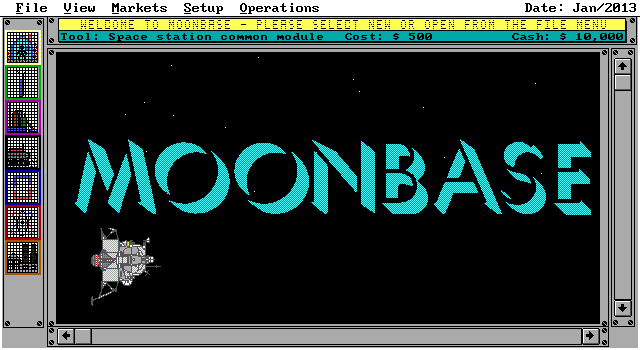 File View Markets Setup Operations Date: Jan/2013
WELCOME TO MOONBASE - PLEASE SELECT NEW OR OPEN FROM THE FILE MENU
Tool: Space station common module Cost: $ 500 Cash: $ 10,000
MOONBASE